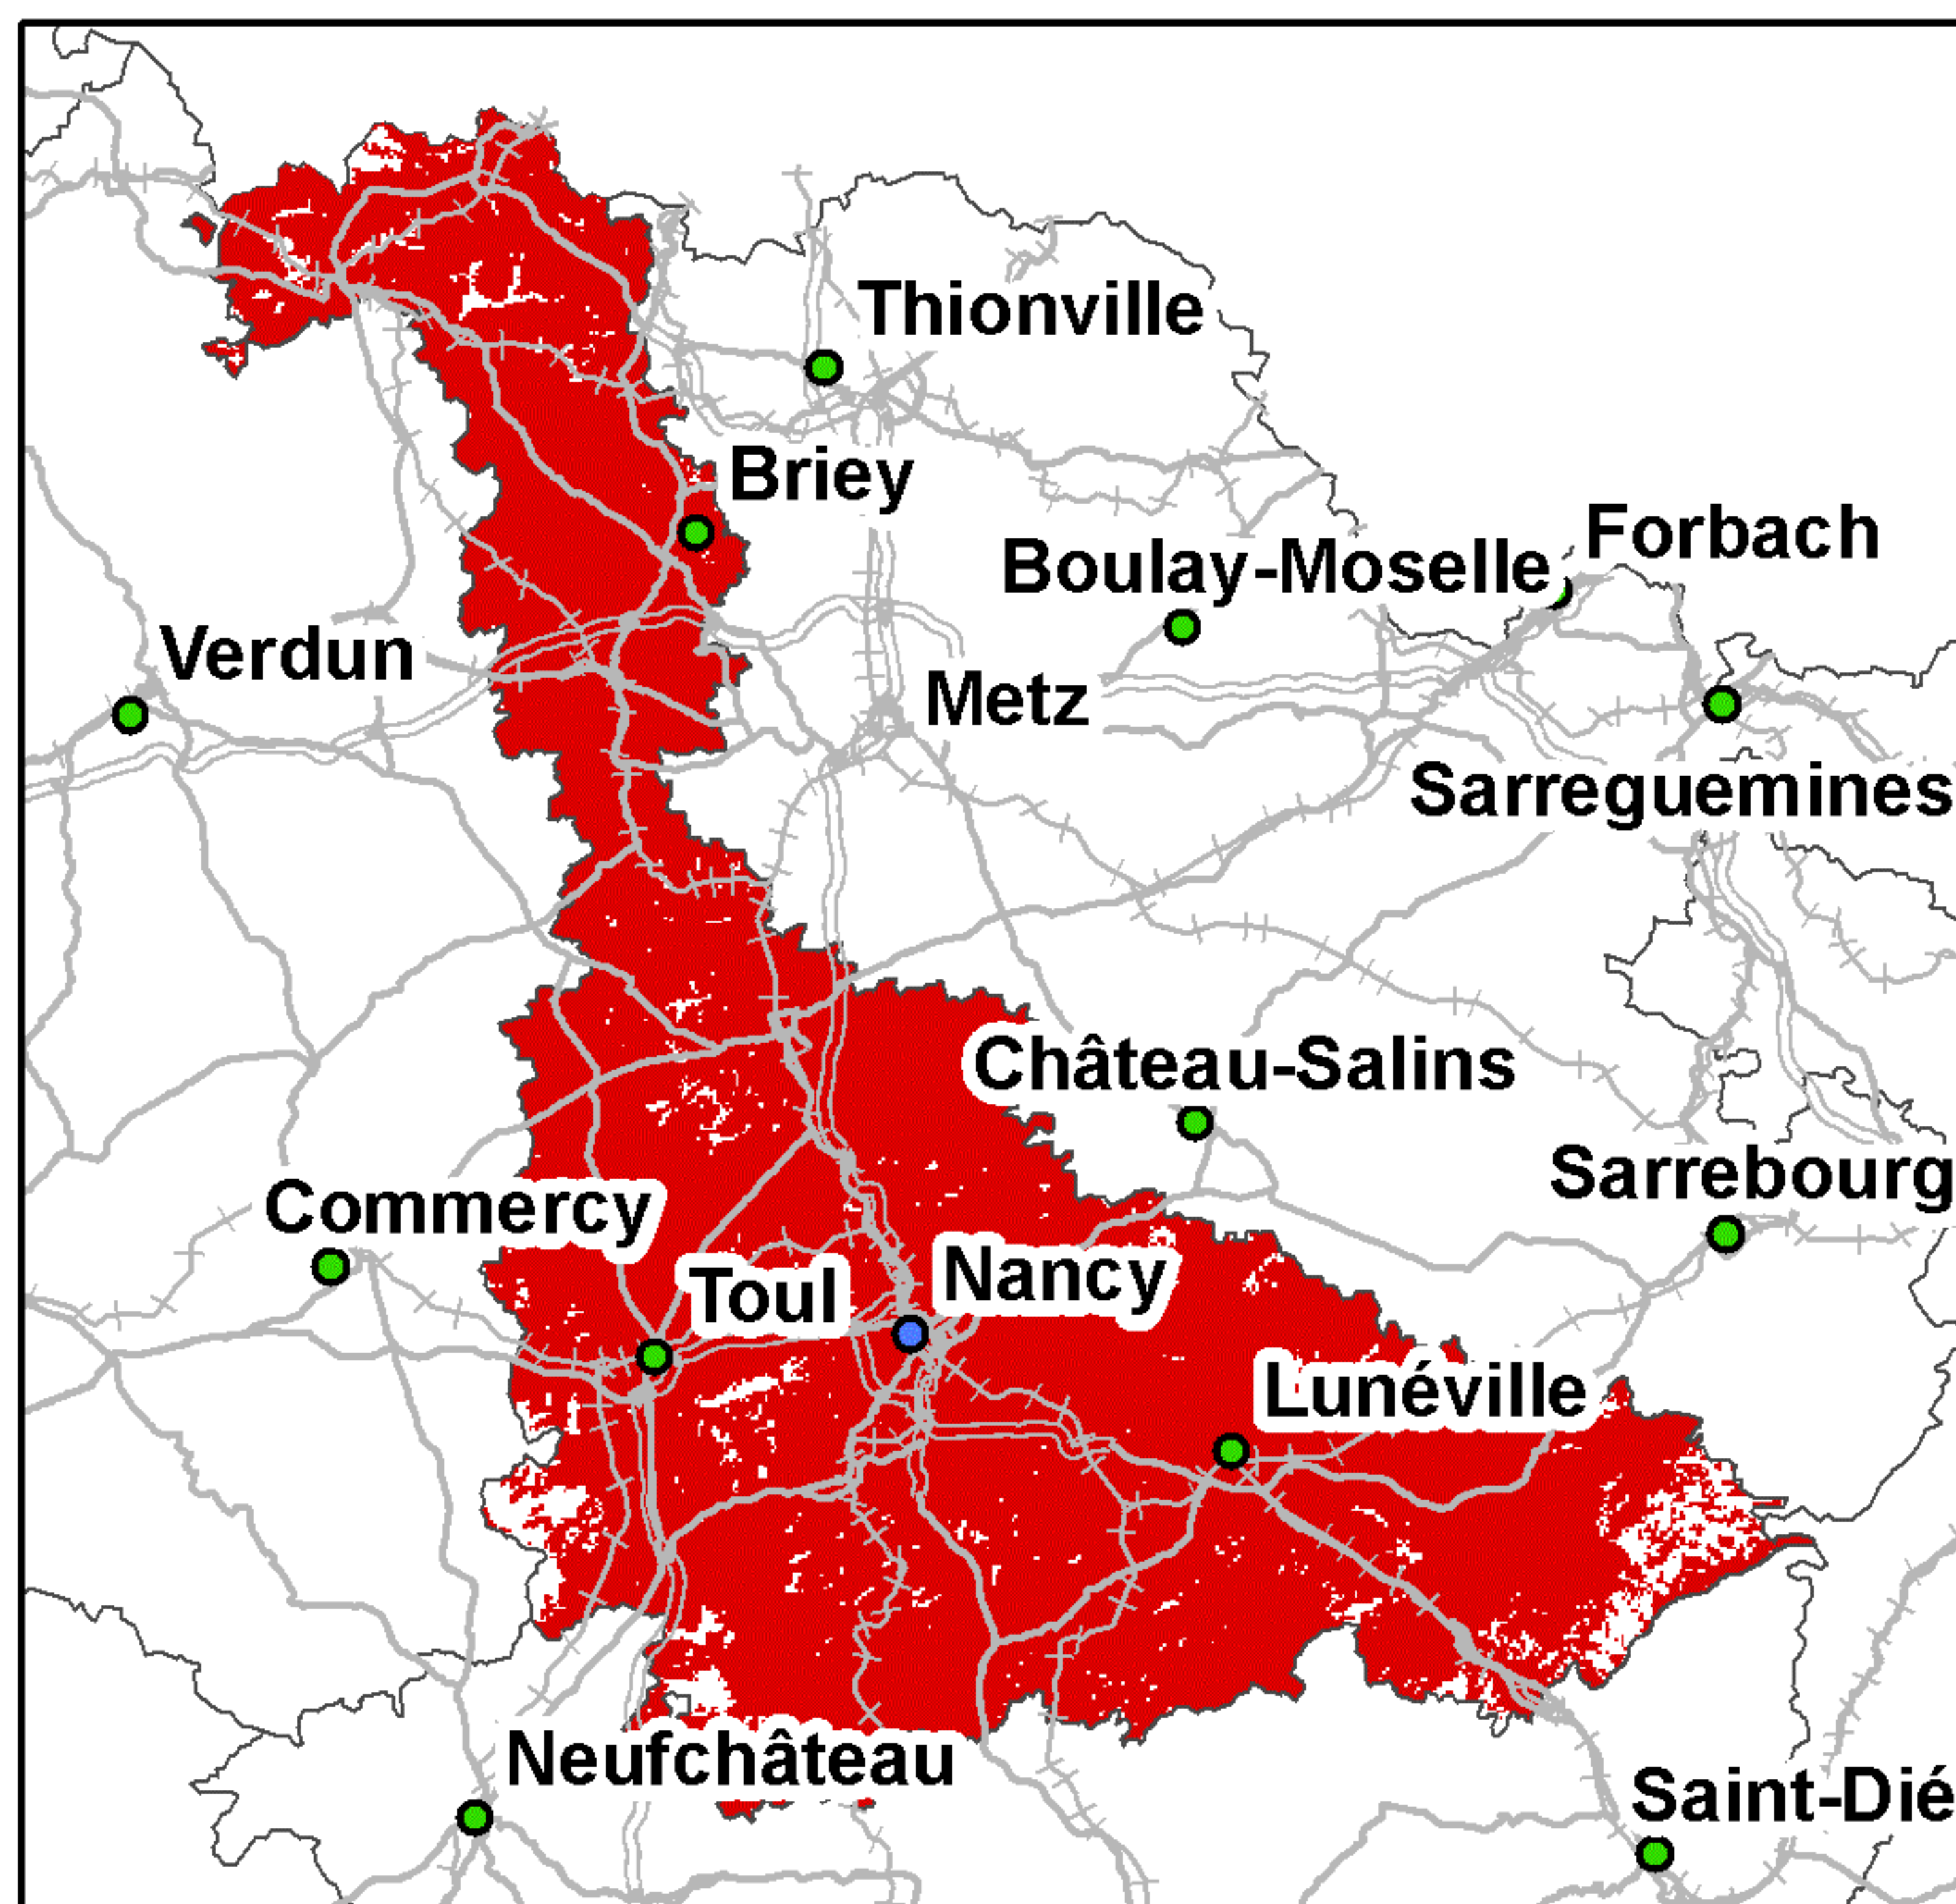 Thionville
Briey
Forbach
Boulay-Moselle
Verdun
Metz
Sarreguemines
Château-Salins
Sarrebourg
Commercy
Nancy
Toul
Lunéville
Neufchâteau
Saint-Dié